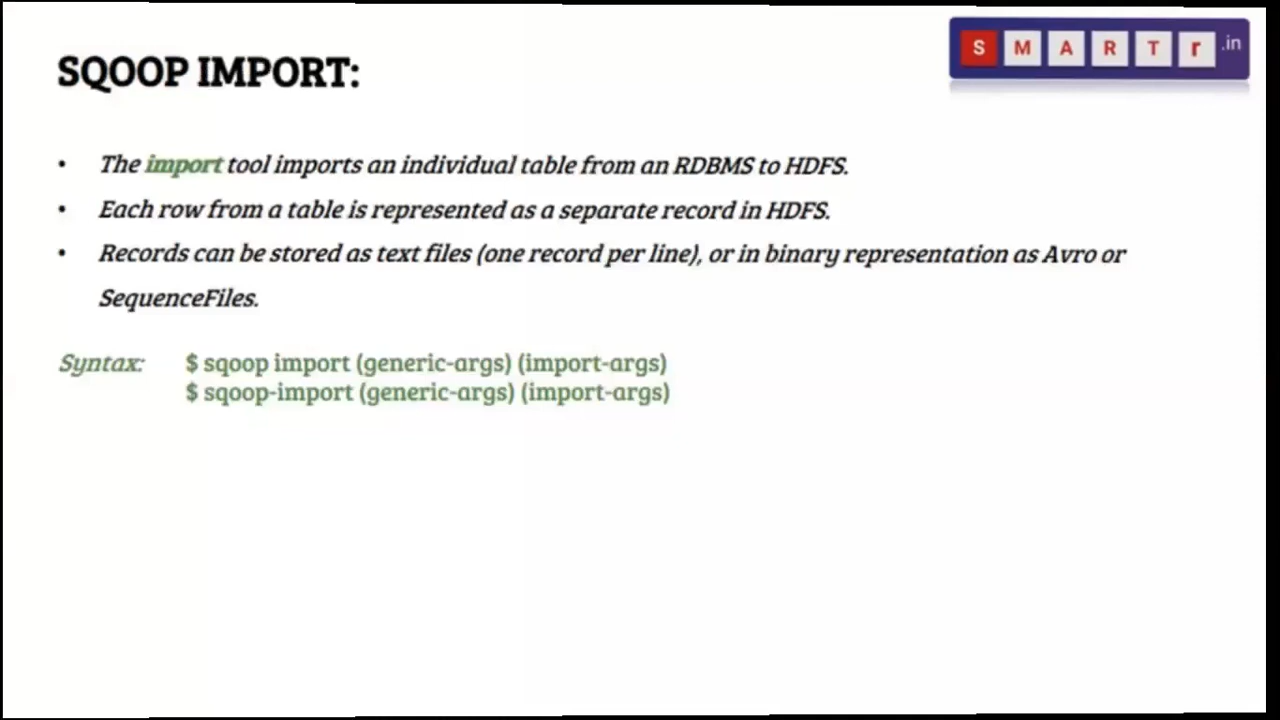 SMARTr.in
SQOOP IMPORT:
• The import tool imports an individual table from an RDBMS to HDFS.
• Each row from a table is represented as a separate record in HDFS.
• Records can be stored as text files (one record per line), or in binary representation as Avro or
SequenceFiles.
Syntax: $ sqoop import (generic-args) (import-args)
$ sqoop-import (generic-args) (import-args)